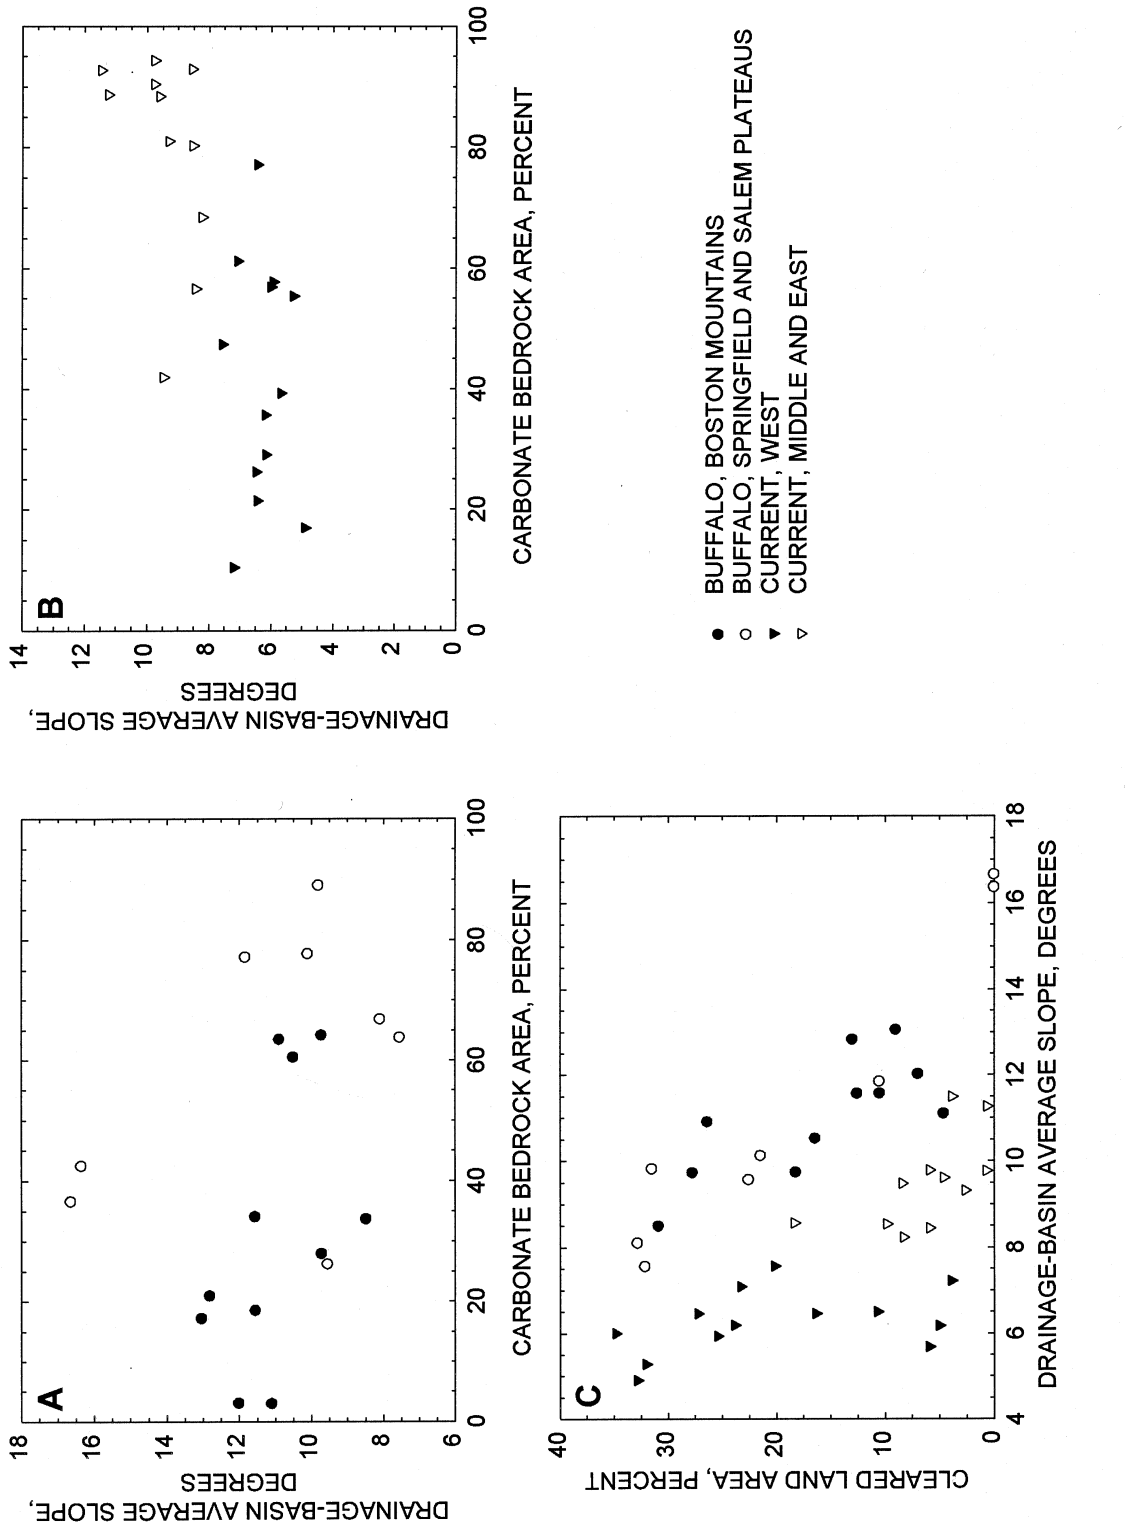 A
18
16
14
12
10
8
6
DRAINAGE-BASIN AVERAGE SLOPE,
DEGREES
0
20
40
60
80
100
CARBONATE BEDROCK AREA, PERCENT
B
14
12
10
8
6
4
2
0
DRAINAGE-BASIN AVERAGE SLOPE,
DEGREES
0
20
40
60
80
100
CARBONATE BEDROCK AREA, PERCENT
C
40
30
20
10
0
CLEARED LAND AREA, PERCENT
4
6
8
10
12
14
16
18
DRAINAGE-BASIN AVERAGE SLOPE, DEGREES
BUFFALO, BOSTON MOUNTAINS
BUFFALO, SPRINGFIELD AND SALEM PLATEAUS
CURRENT, WEST
CURRENT, MIDDLE AND EAST